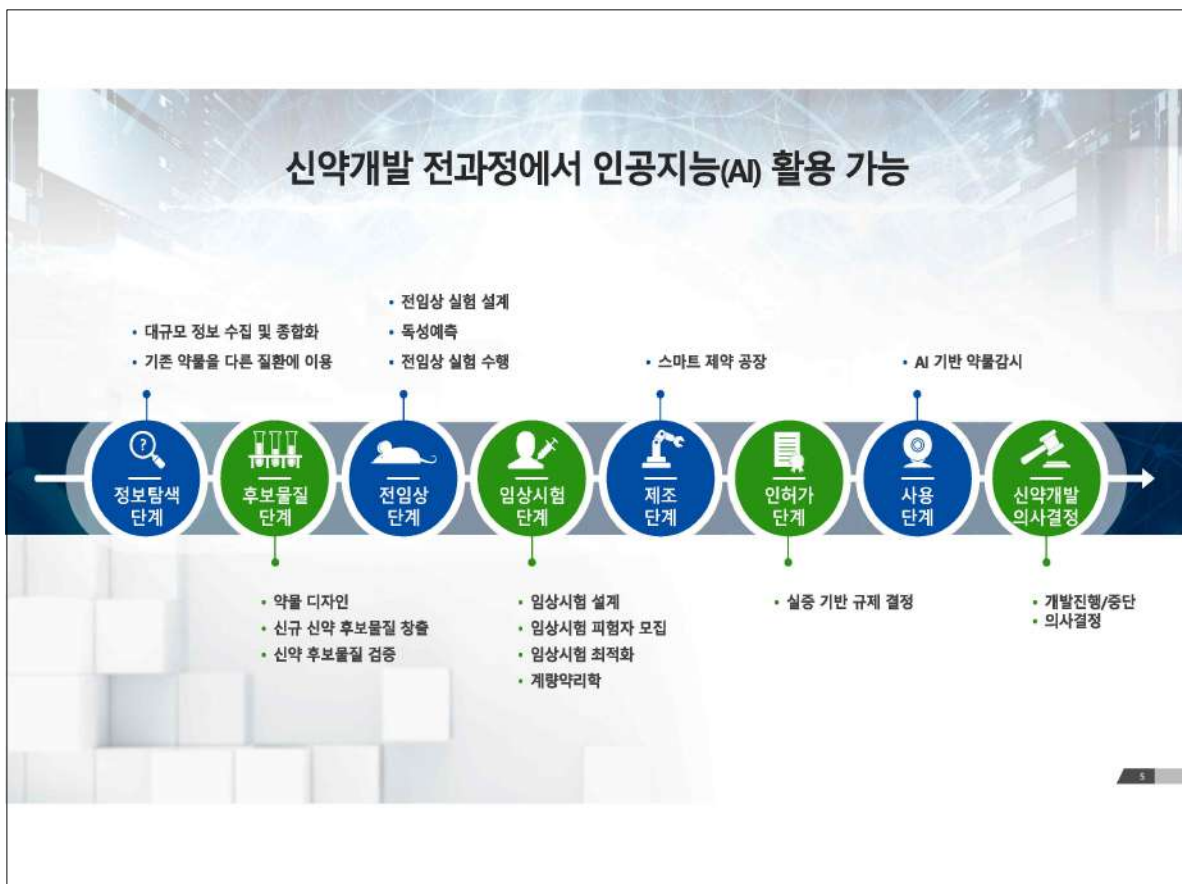 신약개발 전과정에서 인공지능(AI) 활용 가능
• 대규모 정보 수집 및 종합화
• 기존 약물을 다른 질환에 이용
• 전임상 실험 설계
• 독성예측
• 전임상 실험 수행
• 스마트 제약 공장
• AI 기반 약물감시
?
정보탐색
단계
후보물질
단계
전임상
단계
임상시험
단계
제조
단계
인허가
단계
사용
단계
신약개발
의사결정
• 약물 디자인
• 신규 신약 후보물질 창출
• 신약 후보물질 검증
• 임상시험 설계
• 임상시험 피험자 모집
• 임상시험 최적화
• 계량약리학
• 실증 기반 규제 결정
• 개발진행/중단
• 의사결정
5